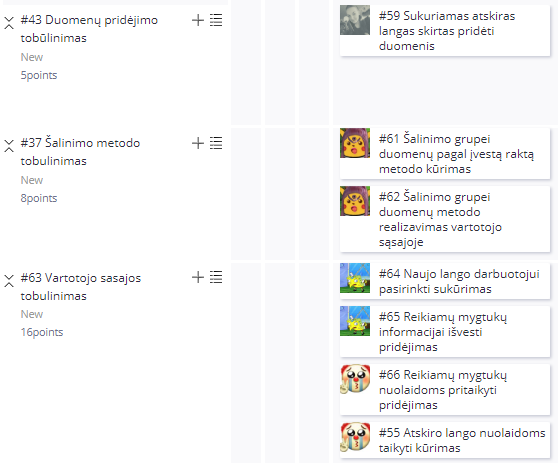 #43 Duomenų pridėjimo
tobūlinimas
New
5points
#59 Sukuriamas atskiras
langas skirtas pridėti
duomenis
#37 Šalinimo metodo
tobulinimas
New
8points
#61 Šalinimo grupei
duomenų pagal įvestą raktą
metodo kūrimas
#62 Šalinimo grupei
duomenų metodo
realizavimas vartotojo
sąsajoje
#63 Vartotojo sasajos
tobulinimas
New
16points
#64 Naujo lango darbuotojui
pasirinkti sukūrimas
#65 Reikiamų mygtukų
informacijai išvesti
pridėjimas
#66 Reikiamų mygtukų
nuolaidoms pritaikyti
pridėjimas
#55 Atskiro lango nuolaidoms
taikyti kūrimas